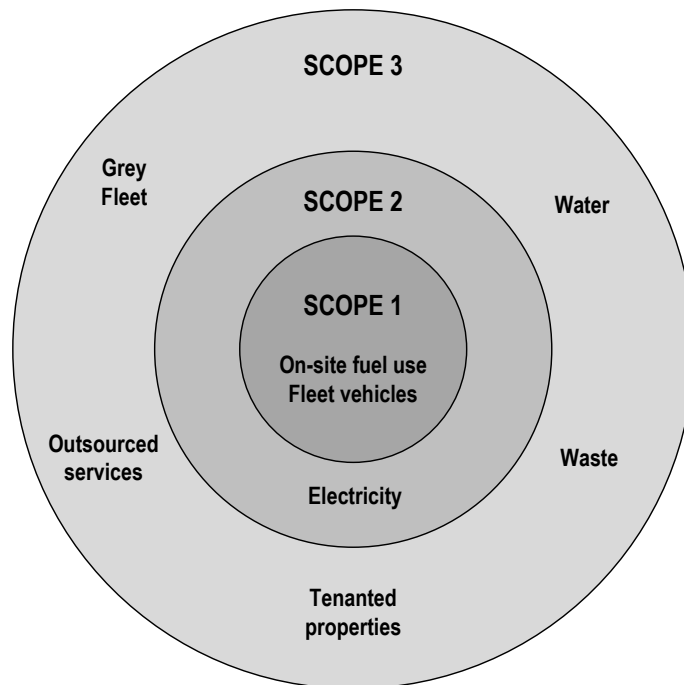 SCOPE 3
Grey
Fleet
SCOPE 2
Water
SCOPE 1
On-site fuel use
Fleet vehicles
Outsourced
services
Waste
Electricity
Tenanted
properties